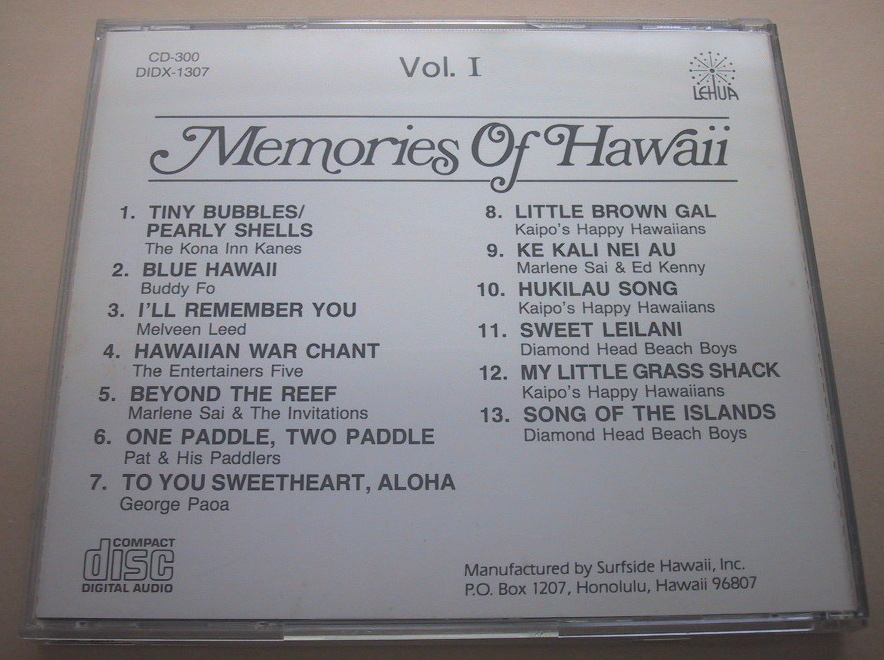 CD-300
DIDX-1307
Vol. I
LEHUA
Memories Of Hawaii
1. TINY BUBBLES/
PEARLY SHELLS
The Kona Inn Kanes
2. BLUE HAWAII
Buddy Fo
3. I'LL REMEMBER YOU
Melveen Leed
4. HAWAIIAN WAR CHANT
The Entertainers Five
5. BEYOND THE REEF
Marlene Sai & The Invitations
6. ONE PADDLE, TWO PADDLE
Pat & His Paddlers
7. TO YOU SWEETHEART, ALOHA
George Paoa
8. LITTLE BROWN GAL
Kaipo's Happy Hawaiians
9. KE KALI NEI AU
Marlene Sai & Ed Kenny
10. HUKILAU SONG
Kaipo's Happy Hawaiians
11. SWEET LEILANI
Diamond Head Beach Boys
12. MY LITTLE GRASS SHACK
Kaipo's Happy Hawaiians
13. SONG OF THE ISLANDS
Diamond Head Beach Boys
COMPACT
disc
DIGITAL AUDIO
Manufactured by Surfside Hawaii, Inc.
P.O. Box 1207, Honolulu, Hawaii 96807